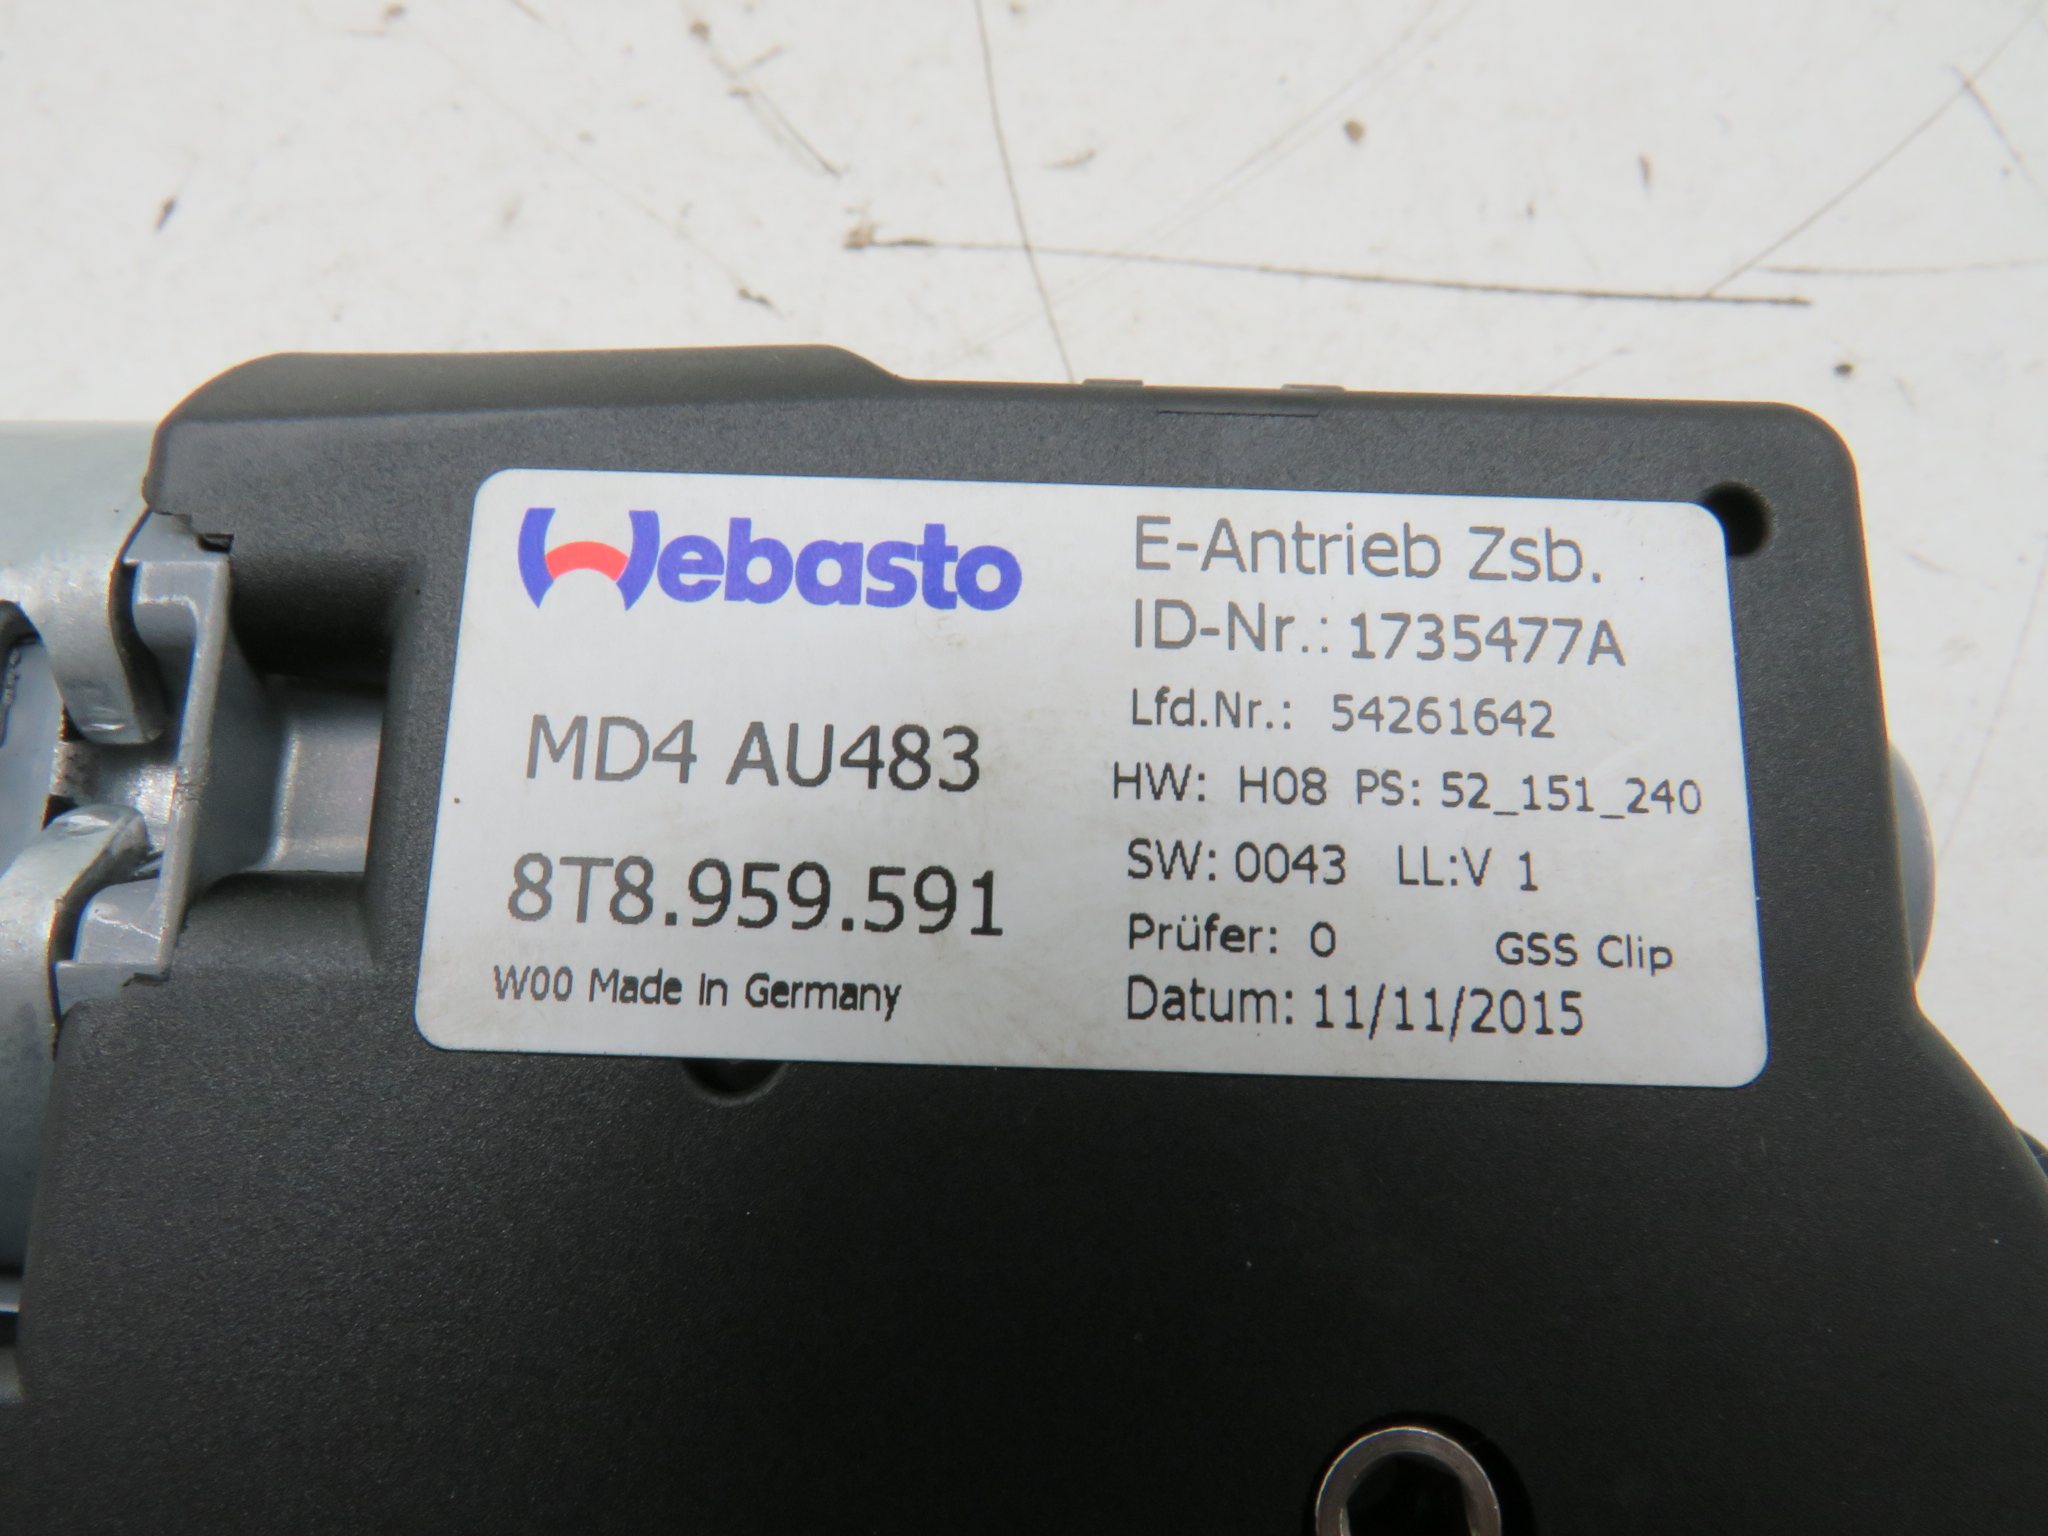 Webasto
MD4 AU483
8T8.959.591
W00 Made in Germany
E-Antrieb Zsb.
ID-Nr.: 1735477A
Lfd.Nr.: 54261642
HW: H08 PS: 52_151_240
SW: 0043 LL:V 1
Prüfer: 0 GSS Clip
Datum: 11/11/2015